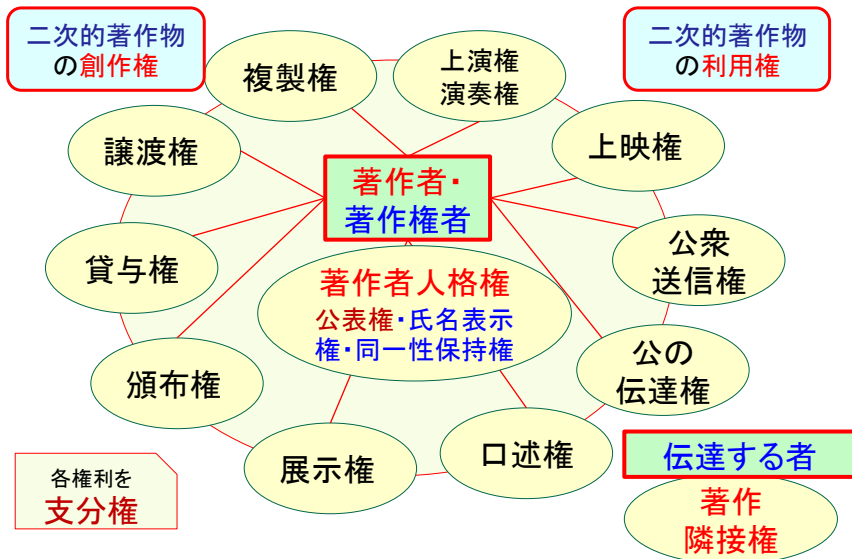 二次的著作物
の創作権
二次的著作物
の利用権
複製権
上演権
演奏権
譲渡権
上映権
著作者・
著作権者
貸与権
公衆
送信権
著作者人格権
公表権・氏名表示
権・同一性保持権
頒布権
公の
伝達権
展示権
口述権
各権利を
支分権
伝達する者
著作
隣接権